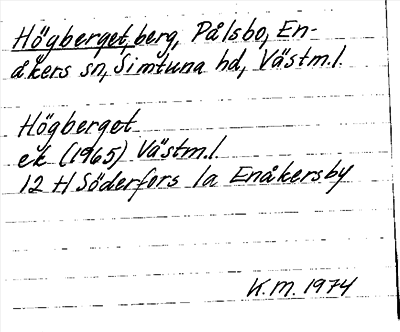 Högberget, berg, Pålsbo, En-
åkers sn, Simtuna hd, Västm.l.
Högberget
ek (1965) Västm.l.
12 H Söderfors 1a Enåkersby
K.M. 1974